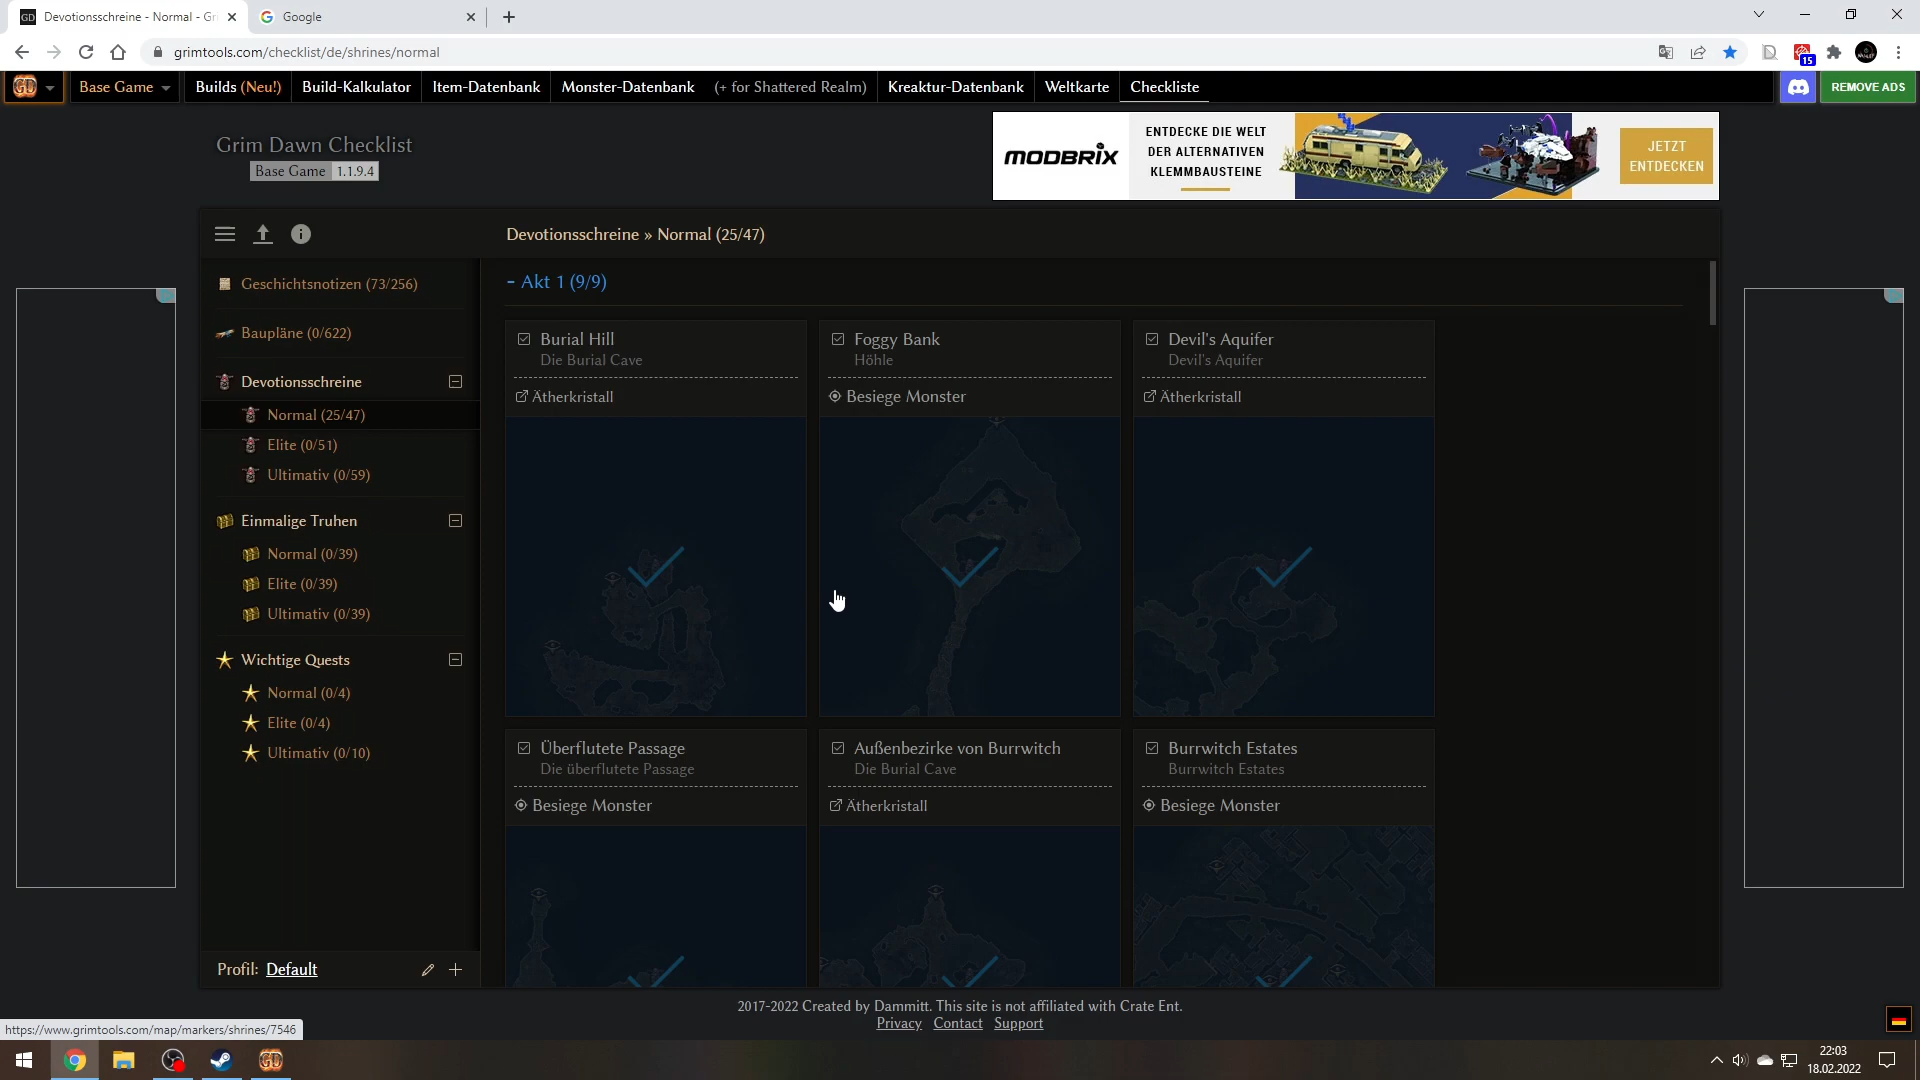 Devotionsschreine - Normal - Gr
Google
grimtools.com/checklist/de/shrines/normal
15
GD
Base Game
Builds (Neu!)
Build-Kalkulator
Item-Datenbank
Monster-Datenbank
(+ for Shattered Realm)
Kreaktur-Datenbank
Weltkarte
Checkliste
REMOVE ADS
Grim Dawn Checklist
Base Game 1.1.9.4
MODBRIX
ENTDECKE DIE WELT
DER ALTERNATIVEN
KLEMMBAUSTEINE
JETZT
ENTDECKEN
Devotionsschreine » Normal (25/47)
Geschichtsnotizen (73/256)
Baupläne (0/622)
Devotionsschreine
Normal (25/47)
Elite (0/51)
Ultimativ (0/59)
Einmalige Truhen
Normal (0/39)
Elite (0/39)
Ultimativ (0/39)
Wichtige Quests
Normal (0/4)
Elite (0/4)
Ultimativ (0/10)
Profil: Default
- Akt 1 (9/9)
Burial Hill
Die Burial Cave
Ätherkristall
Foggy Bank
Höhle
Besiege Monster
Devil's Aquifer
Devil's Aquifer
Ätherkristall
Überflutete Passage
Die überflutete Passage
Besiege Monster
Außenbezirke von Burrwitch
Die Burial Cave
Ätherkristall
Burrwitch Estates
Burrwitch Estates
Besiege Monster
2017-2022 Created by Dammitt. This site is not affiliated with Crate Ent.
Privacy Contact Support
https://www.grimtools.com/map/markers/shrines/7546
GD
22:03
18.02.2022